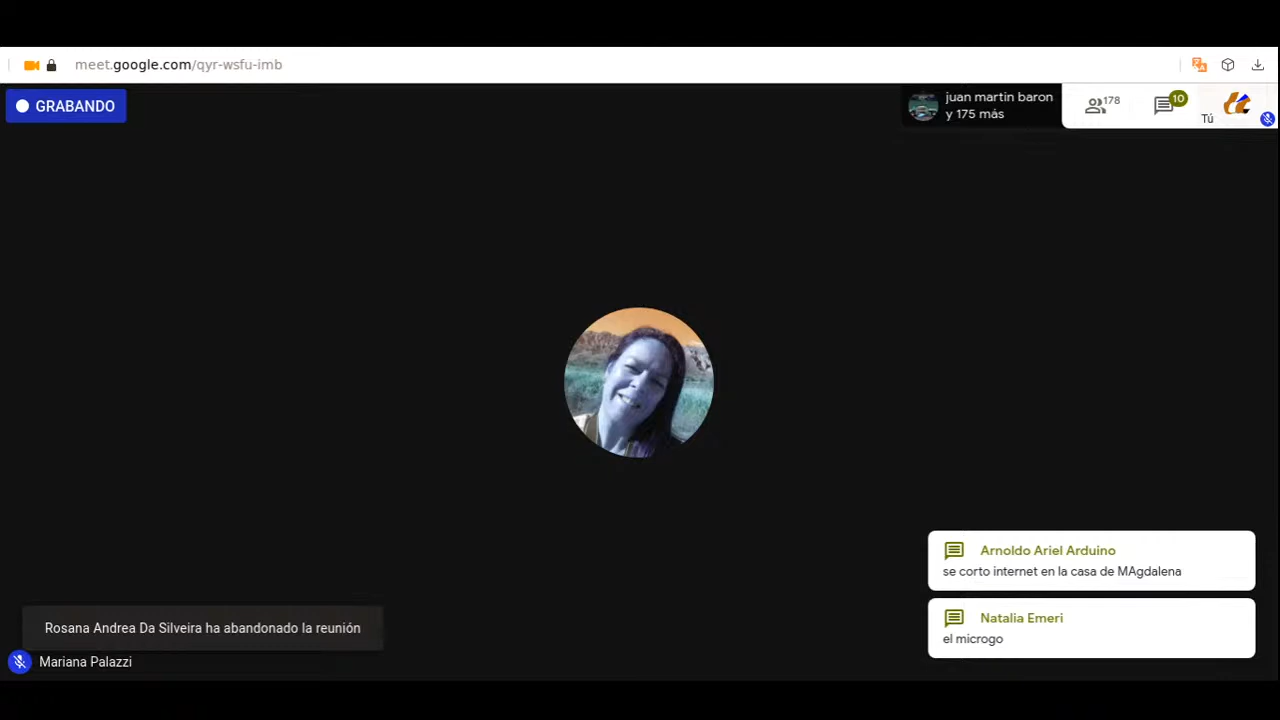 meet.google.com/qyr-wsfu-imb
GRABANDO
juan martin baron
y 175 más
178
10
Tú
Arnoldo Ariel Arduino
se corto internet en la casa de MAgdalena
Natalia Emeri
el microgo
Rosana Andrea Da Silveira ha abandonado la reunión
Mariana Palazzi